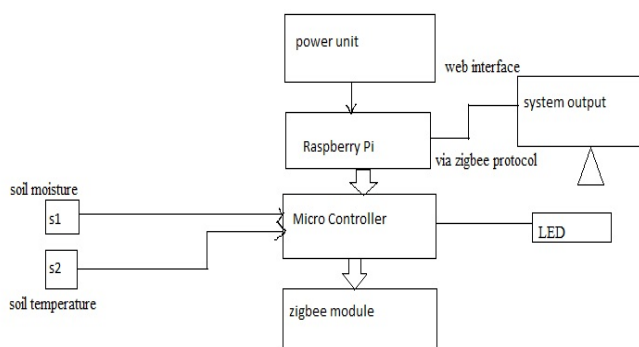 power unit
web interface
system output
Raspberry Pi
via zigbee protocol
soil moisture
s1
Micro Controller
LED
s2
soil temperature
zigbee module